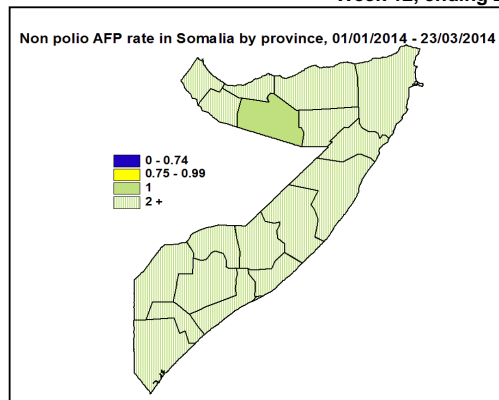 Non polio AFP rate in Somalia by province, 01/01/2014 - 23/03/2014
0 - 0.74
0.75 - 0.99
1
2 +